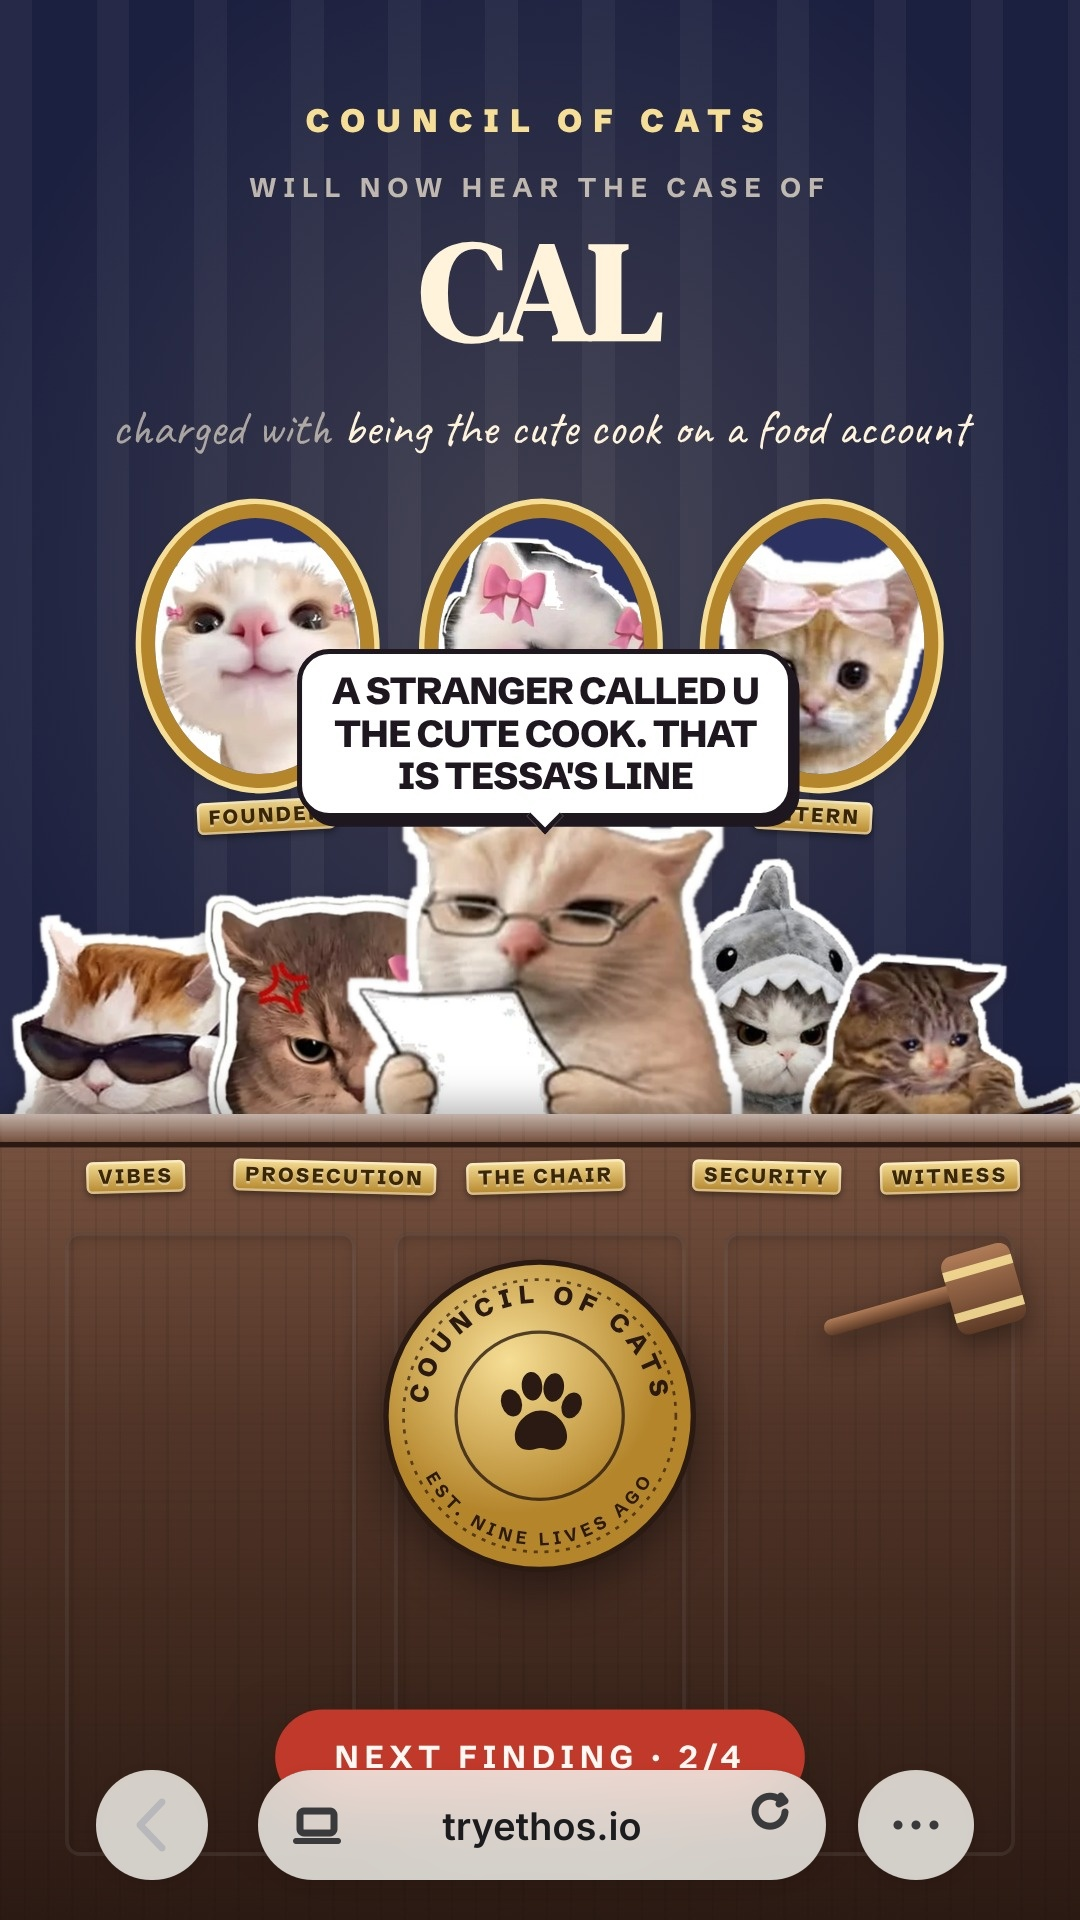 COUNCIL OF CATS
WILL NOW HEAR THE CASE OF
CAL
charged with being the cute cook on a food account
A STRANGER CALLED U
THE CUTE COOK. THAT
IS TESSA'S LINE
VIBES
PROSECUTION
THE CHAIR
SECURITY
WITNESS
COUNCIL OF CATS
EST. NINE LIVES AGO
NEXT FINDING · 2/4
tryethos.io